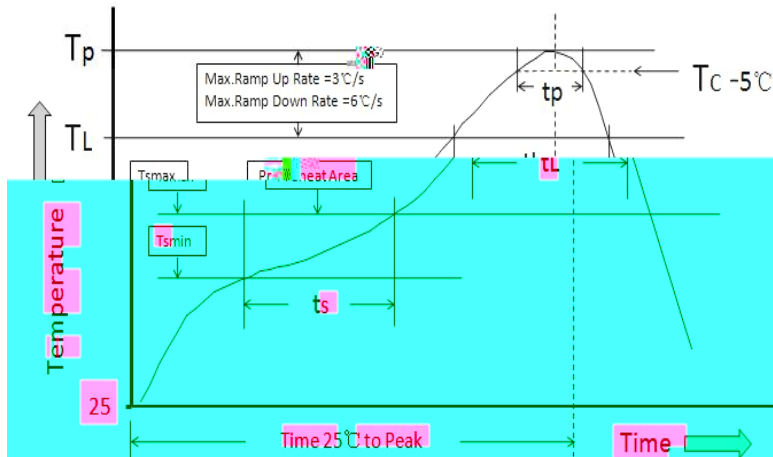 Tp
Max.Ramp Up Rate =3℃/s
Max.Ramp Down Rate =6℃/s
tp
TC -5℃
TL
tL
Tsmax
Area
Tsmin
Temperature
ts
25
Time 25℃ to Peak
Time